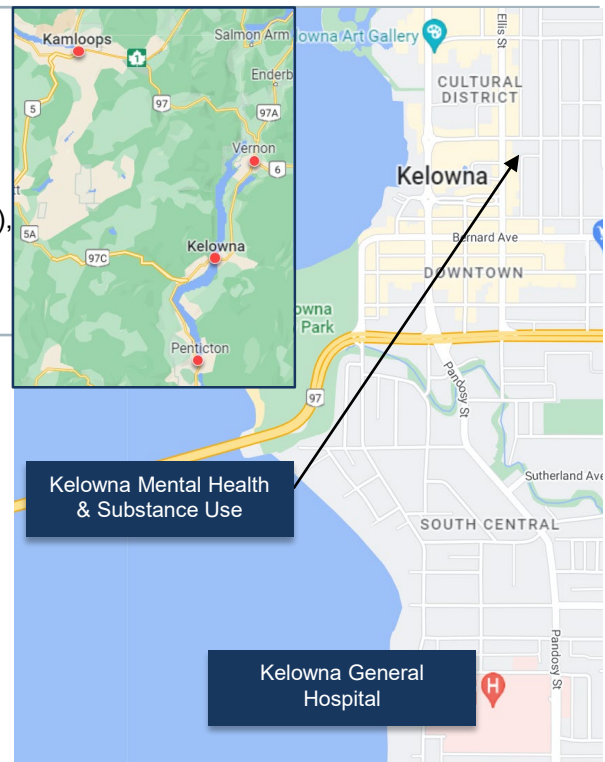 Kamloops
Salmon Arm
1
Enderb
5
97
97A
Vernon
6
),
5A
Kelowna
97C
Penticton
lowna Art Gallery
Ellis St
CULTURAL
DISTRICT
Kelowna
Bernard Ave
DOWNTOWN
owna
Park
97
Pandosy St
Sutherland Ave
Kelowna Mental Health
& Substance Use
SOUTH CENTRAL
Kelowna General
Hospital
H
Pandosy St